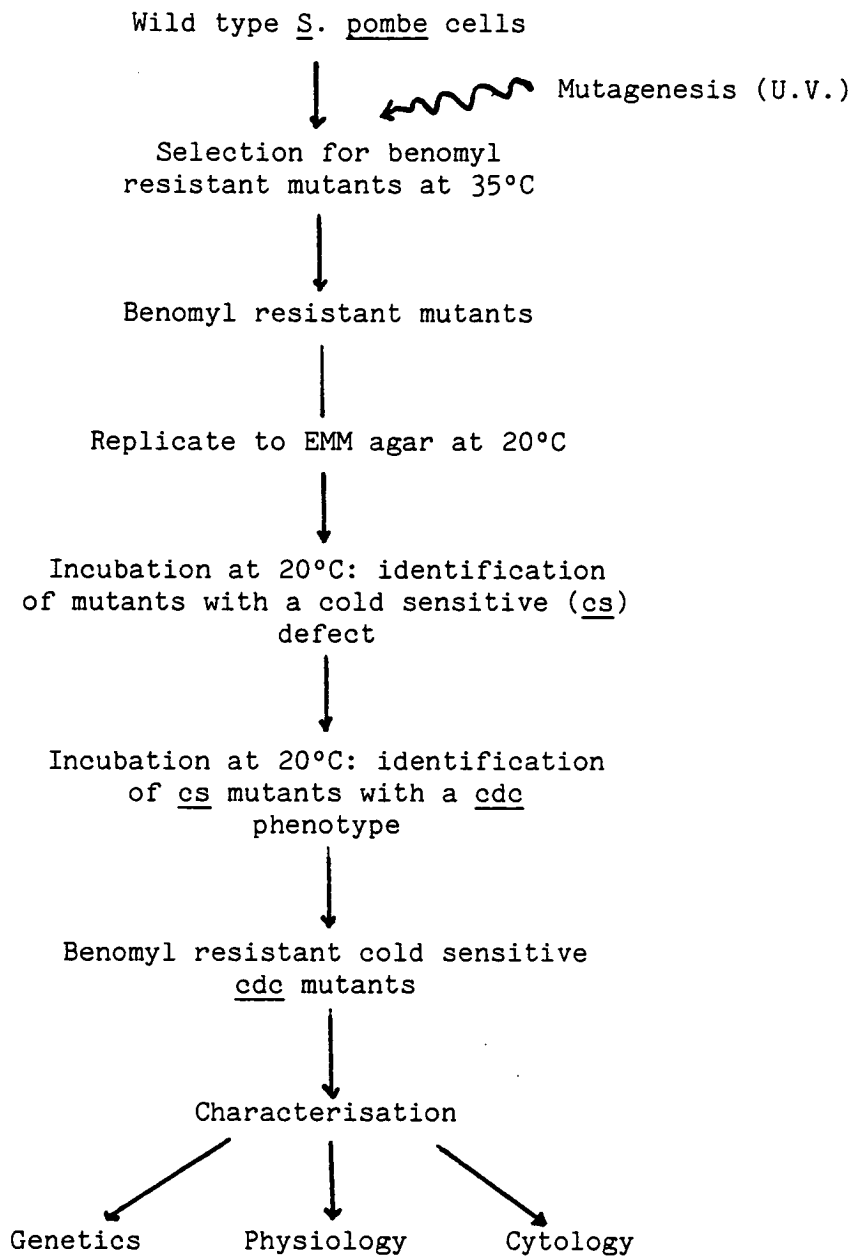 Wild type S. pombe cells
Mutagenesis (U.V.)
Selection for benomyl
resistant mutants at 35°C
Benomyl resistant mutants
Replicate to EMM agar at 20°C
Incubation at 20°C: identification
of mutants with a cold sensitive (cs)
defect
Incubation at 20°C: identification
of cs mutants with a cdc
phenotype
Benomyl resistant cold sensitive
cdc mutants
Characterisation
Genetics
Physiology
Cytology